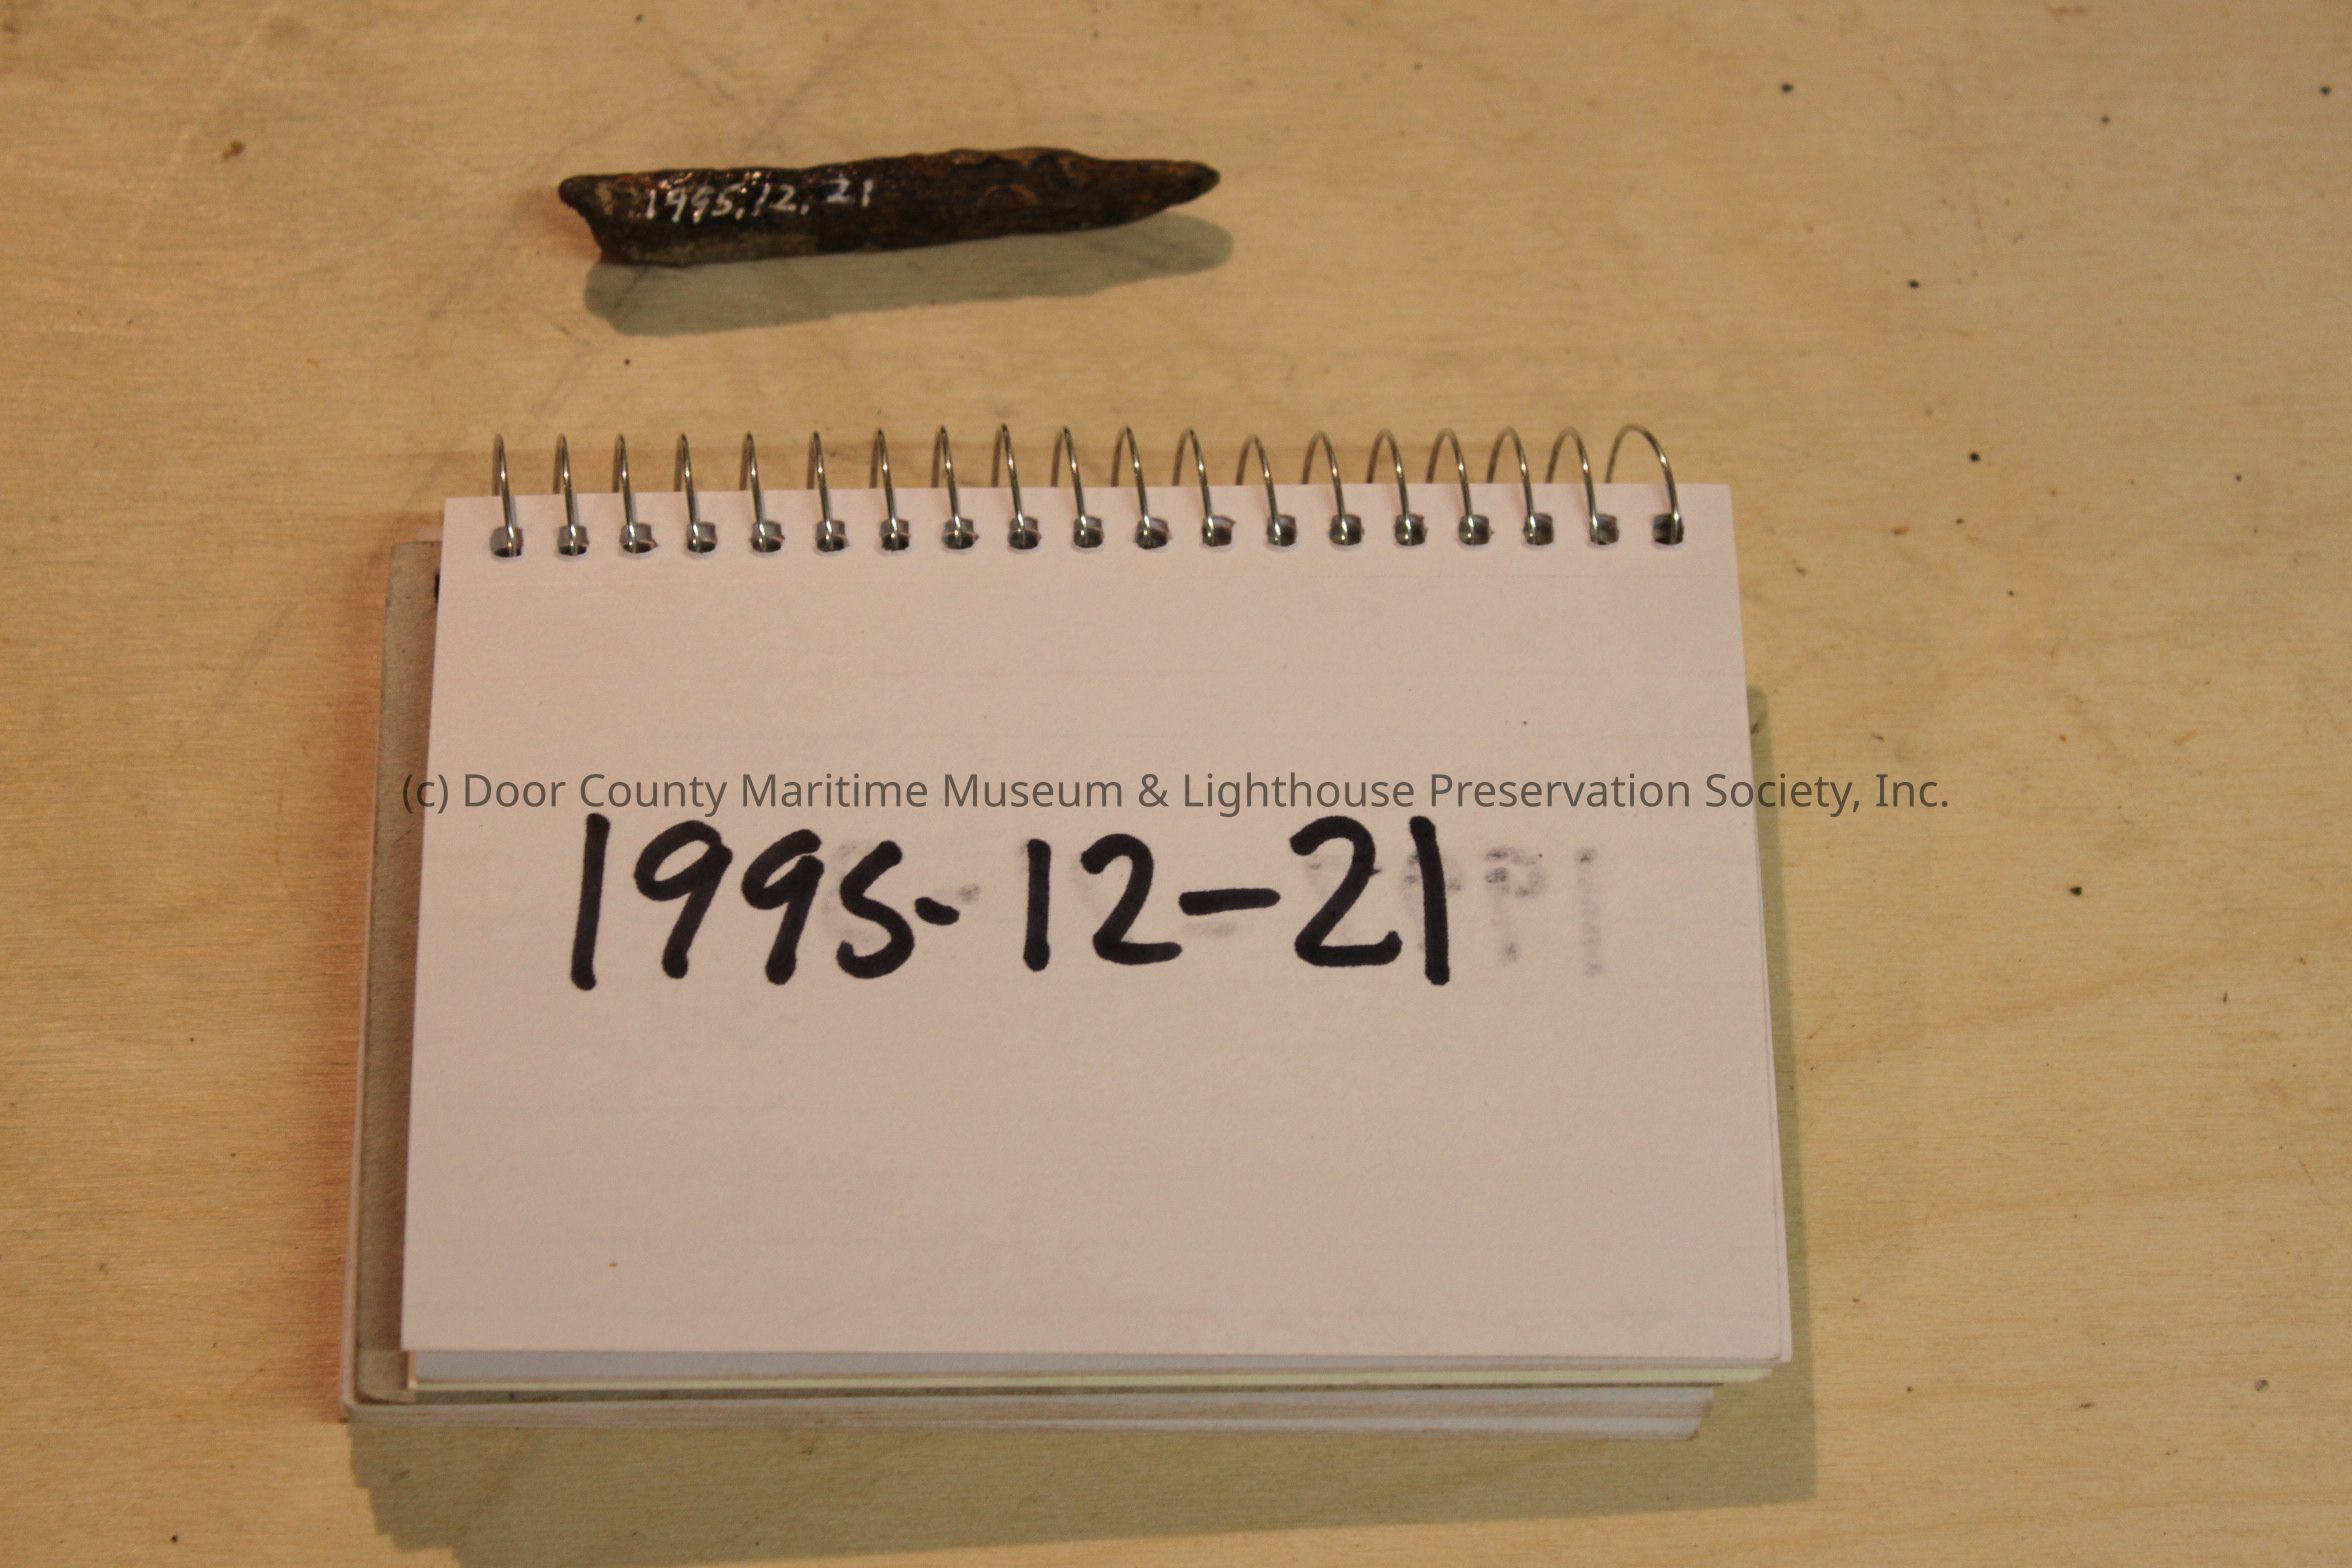 1995.12.21
(c) Door County Maritime Museum & Lighthouse Preservation Society, Inc.
1995-12-21